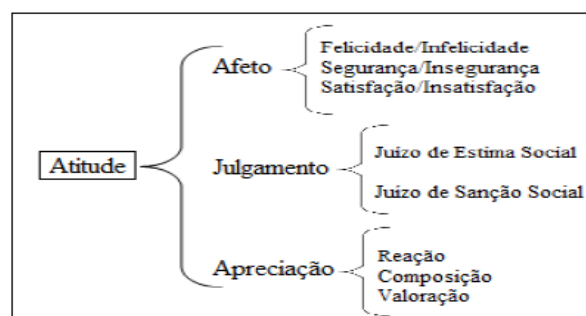 Atitude
Afeto
Felicidade/Infelicidade
Segurança/Insegurança
Satisfação/Insatisfação
Julgamento
Juízo de Estima Social
Juízo de Sanção Social
Apreciação
Reação
Composição
Valoração